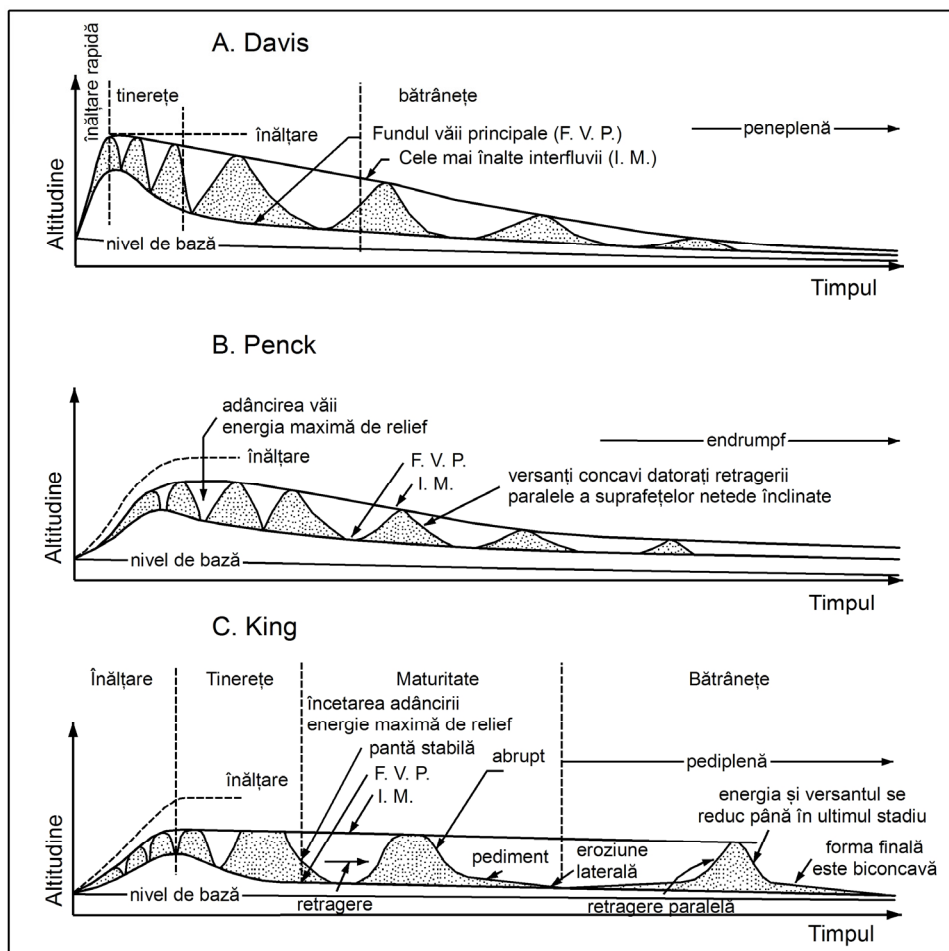 A. Davis
înălțare rapidă
tinerețe
bătrânețe
înălțare
Fundul văii principale (F. V. P.)
Cele mai înalte interfluvii (I. M.)
peneplenă
Altitudine
nivel de bază
Timpul
B. Penck
adâncirea văii
energia maximă de relief
înălțare
F. V. P.
I. M.
endrumpf
versanți concavi datorați retragerii
paralele a suprafețelor netede înclinate
Altitudine
nivel de bază
Timpul
C. King
Înălțare
Tinerețe
Maturitate
Bătrânețe
încetarea adâncirii
energie maximă de relief
pantă stabilă
F. V. P.
I. M.
abrupt
pediplenă
înălțare
energia și versantul se
reduc până în ultimul stadiu
forma finală
este biconcavă
pediment
eroziune
laterală
Altitudine
nivel de bază
retragere
retragere paralelă
Timpul